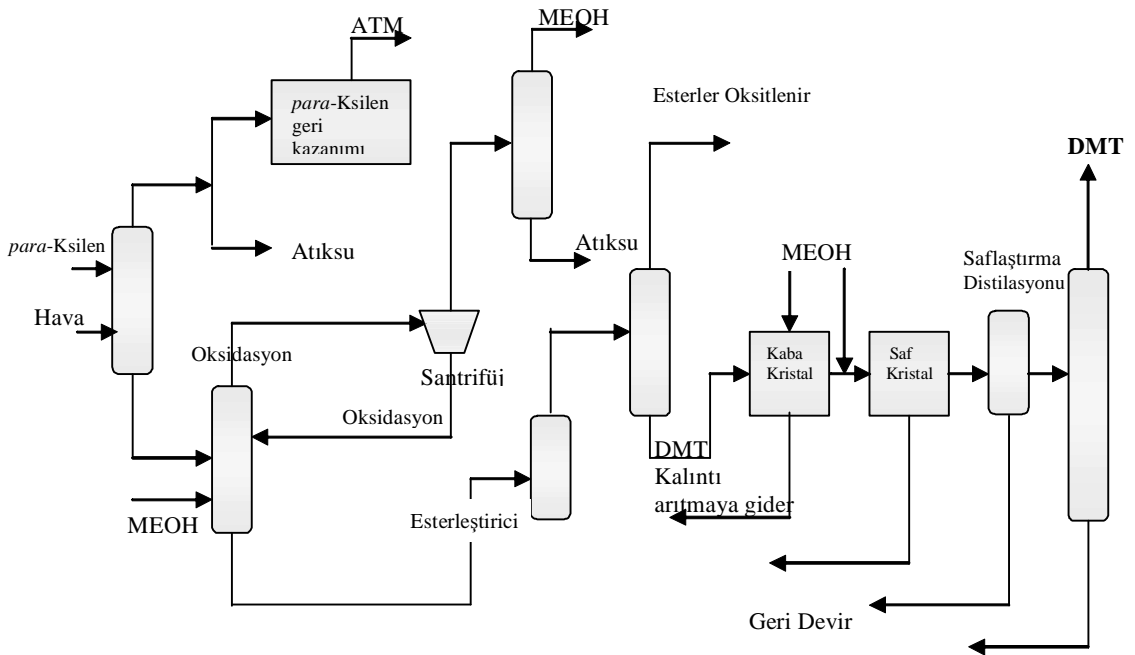 ATM
MEOH
para-Ksilen
geri
kazanımı
Esterler Oksitlenir
DMT
para-Ksilen
Atıksu
Atıksu
MEOH
Saflaştırma
Distilasyonu
Hava
Oksidasyon
Santrifüj
Kaba
Kristal
Saf
Kristal
Oksidasyon
DMT
Kalıntı
arıtmaya gider
MEOH
Esterleştirici
Geri Devir